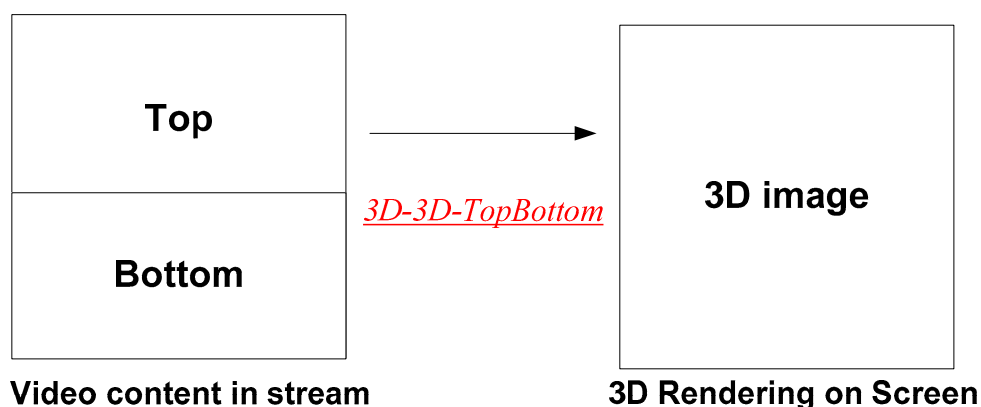 Top
3D-3D-TopBottom
3D image
Bottom
Video content in stream
3D Rendering on Screen